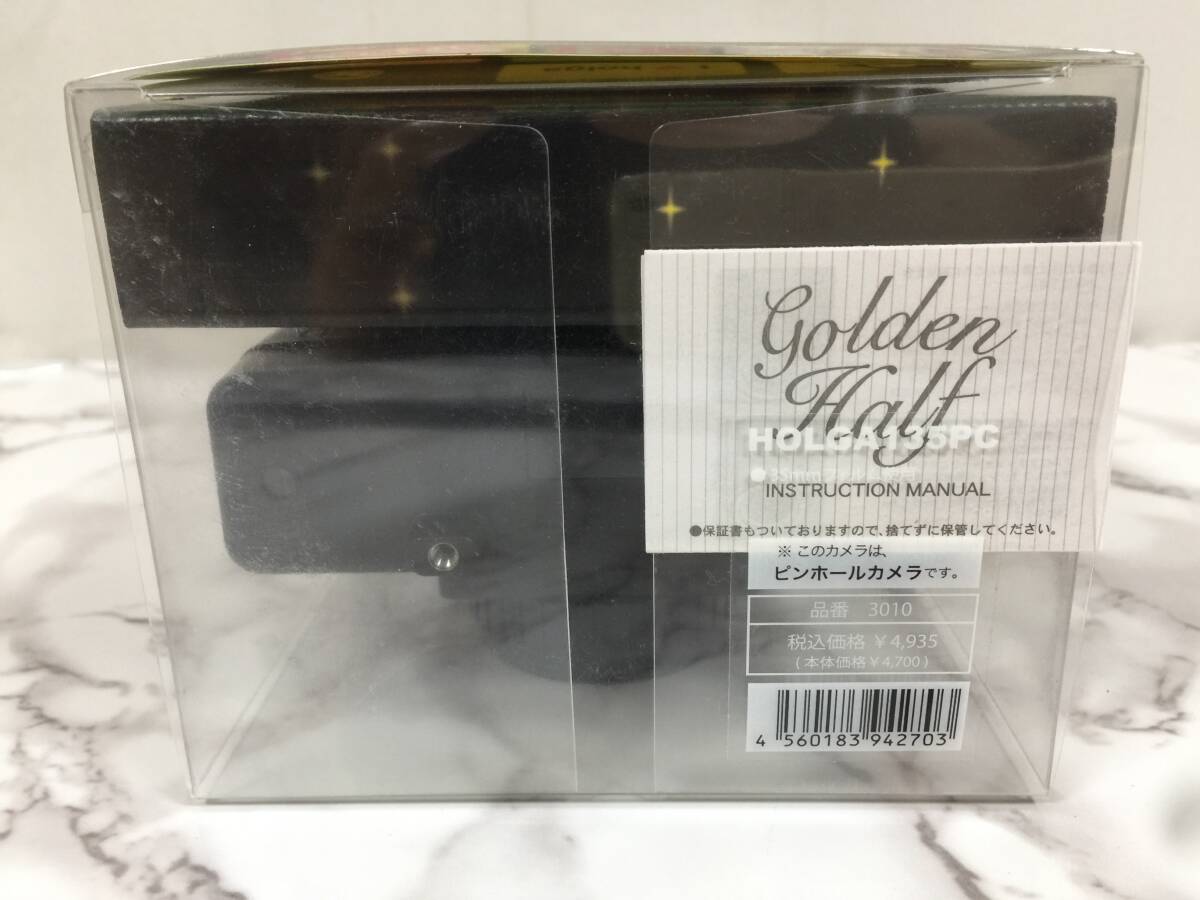 Golden
Half
HOLGA 135PC
INSTRUCTION MANUAL
●保証書もついておりますので、捨てずに保管してください。
※ このカメラは、
ピンホールカメラです。
品番 3010
税込価格 ¥4,935
( 本体価格¥4,700 )
4 560183 942703